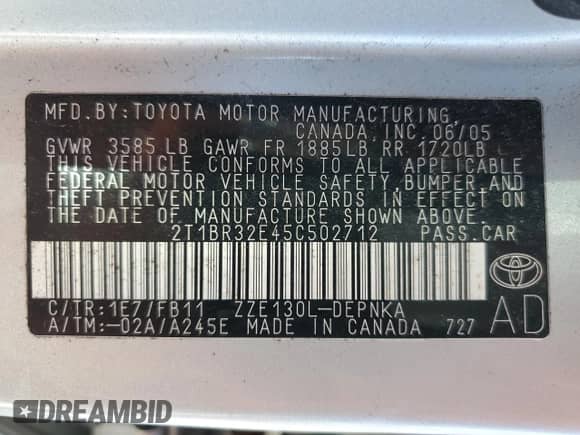 MFD. BY: TOYOTA MOTOR MANUFACTURING,
CANADA, INC. 06/05
GVWR 3585 LB GAWR FR 1885LB RR 1720LB
THIS VEHICLE CONFORMS TO ALL APPLICABLE
FEDERAL MOTOR VEHICLE SAFETY, BUMPER, AND
THEFT PREVENTION STANDARDS IN EFFECT ON
THE DATE OF MANUFACTURE SHOWN ABOVE.
2T1BR32E45C502712 PASS.CAR
C/TR:1E7/FB11 ZZE130L-DEPNKA
A/TM:-02A/A245E MADE IN CANADA 727
AD
TOYOTA
DREAMBID